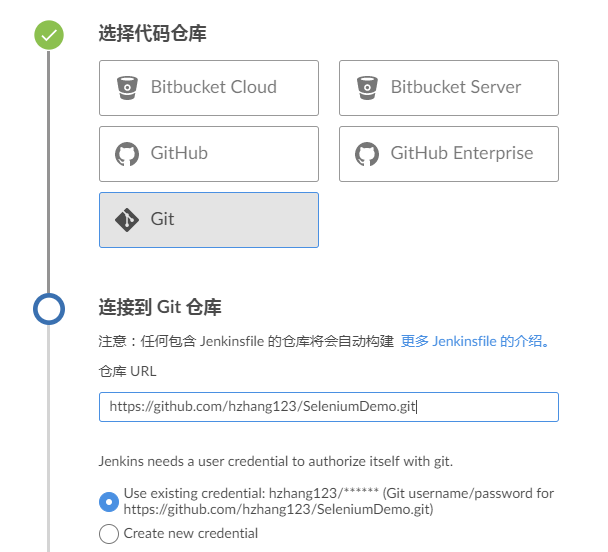 选择代码仓库
Bitbucket Cloud
Bitbucket Server
GitHub
GitHub Enterprise
Git
连接到 Git 仓库
注意：任何包含 Jenkinsfile 的仓库将会自动构建 更多 Jenkinsfile 的介绍。
仓库 URL
https://github.com/hzhang123/SeleniumDemo.git
Jenkins needs a user credential to authorize itself with git.
Use existing credential: hzhang123/****** (Git username/password for
https://github.com/hzhang123/SeleniumDemo.git)
Create new credential